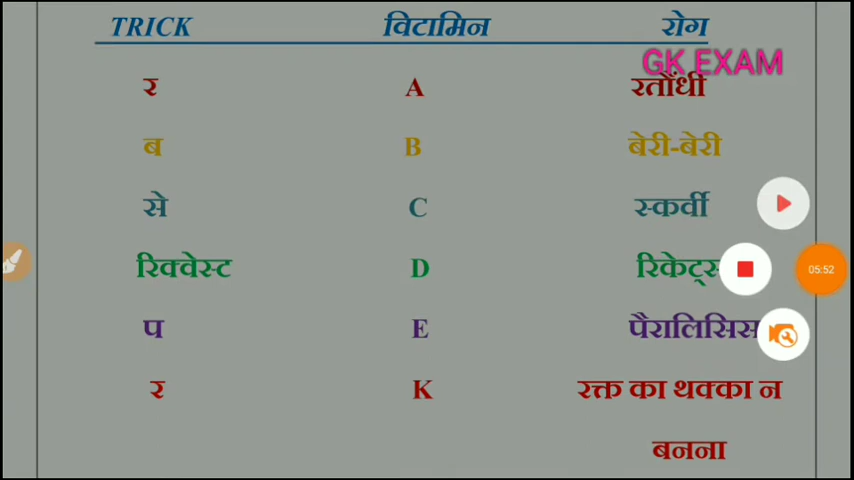 TRICK विटामिन रोग
GK EXAM
र A रतौंधी
ब B बेरी-बेरी
से C स्कर्वी
रिक्वेस्ट D रिकेट्स
05:52
प E पैरालिसिस
र K रक्त का थक्का न
बनना